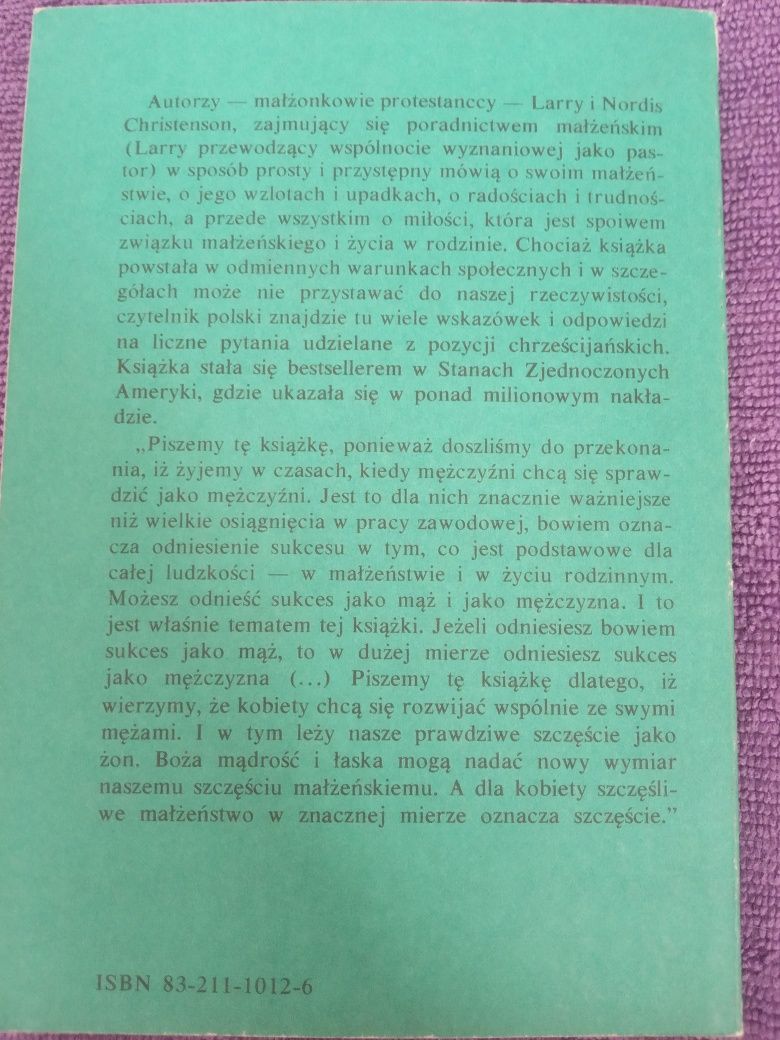 Autorzy — małżonkowie protestanccy — Larry i Nordis
Christenson, zajmujący się poradnictwem małżeńskim
(Larry przewodzący wspólnocie wyznaniowej jako pas-
tor) w sposób prosty i przystępny mówią o swoim małżeń-
stwie, o jego wzlotach i upadkach, o radościach i trudnoś-
ciach, a przede wszystkim o miłości, która jest spoiwem
związku małżeńskiego i życia w rodzinie. Chociaż książka
powstała w odmiennych warunkach społecznych i w szcze-
gółach może nie przystawać do naszej rzeczywistości,
czytelnik polski znajdzie tu wiele wskazówek i odpowiedzi
na liczne pytania udzielane z pozycji chrześcijańskich.
Książka stała się bestsellerem w Stanach Zjednoczonych
Ameryki, gdzie ukazała się w ponad milionowym nakła-
dzie.
„Piszemy tę książkę, ponieważ doszliśmy do przekona-
nia, iż żyjemy w czasach, kiedy mężczyźni chcą się spraw-
dzić jako mężczyźni. Jest to dla nich znacznie ważniejsze
niż wielkie osiągnięcia w pracy zawodowej, bowiem ozna-
cza odniesienie sukcesu w tym, co jest podstawowe dla
całej ludzkości — w małżeństwie i w życiu rodzinnym.
Możesz odnieść sukces jako mąż i jako mężczyzna. I to
jest właśnie tematem tej książki. Jeżeli odniesiesz bowiem
sukces jako mąż, to w dużej mierze odniesiesz sukces
jako mężczyzna (...) Piszemy tę książkę dlatego, iż
wierzymy, że kobiety chcą się rozwijać wspólnie ze swymi
mężami. I w tym leży nasze prawdziwe szczęście jako
żon. Boża mądrość i łaska mogą nadać nowy wymiar
naszemu szczęściu małżeńskiemu. A dla kobiety szczęśli-
we małżeństwo w znacznej mierze oznacza szczęście.”
ISBN 83-211-1012-6